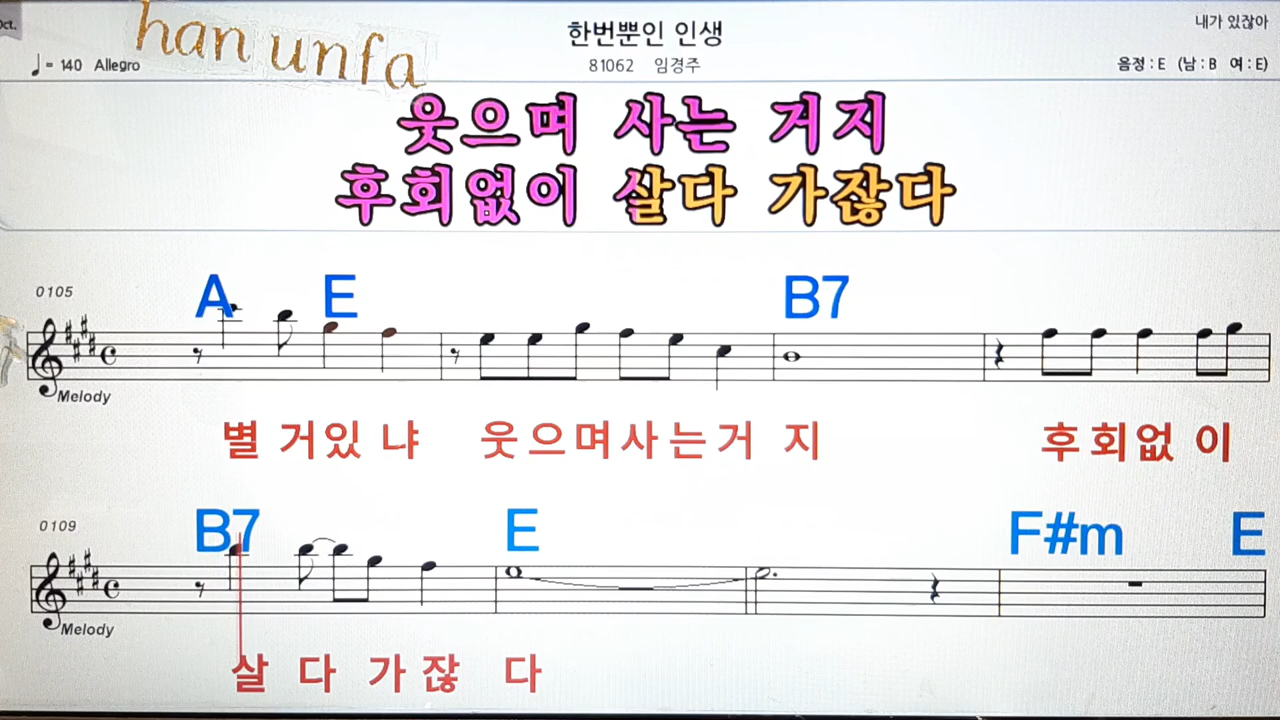 Oct.
han unfa
한번뿐인 인생
내가 있잖아
♩= 140 Allegro
81062 임경주
음정 : E (남 : B 여 : E)
웃으며 사는 거지
후회없이 살다 가잖다
0105
A E B7
Melody
별 거있 냐 웃으며사는거 지 후회없 이
0109
B7 E F#m E
Melody
살 다 가잖 다